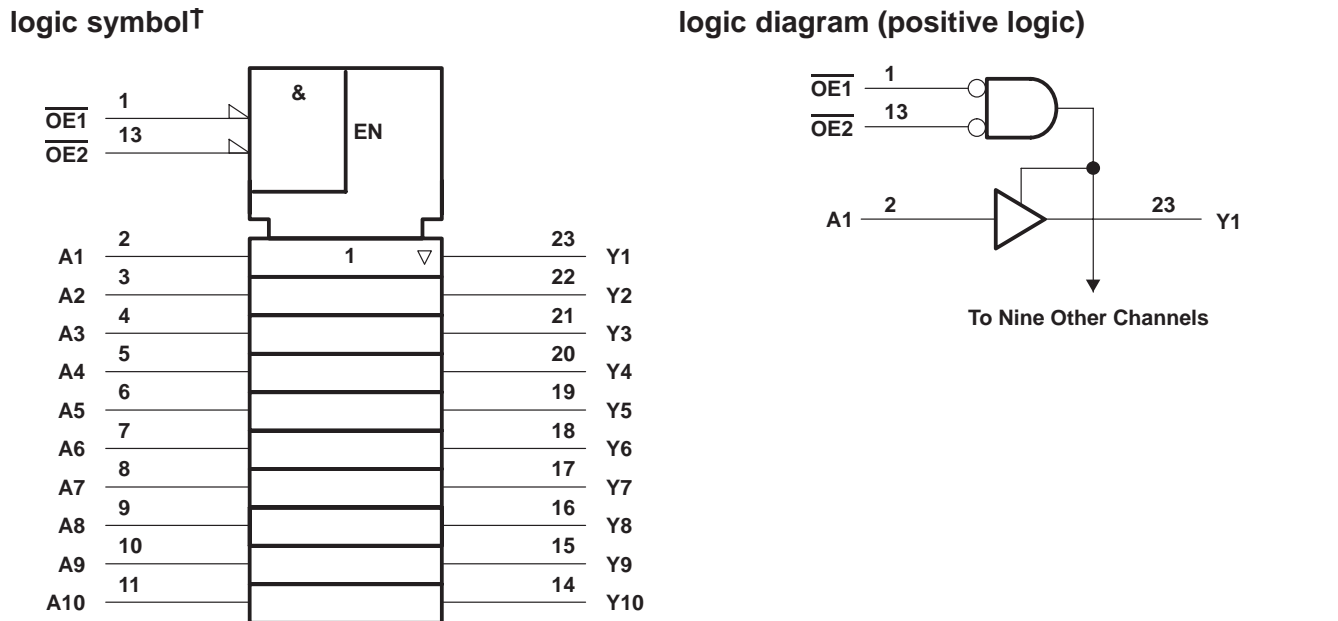 logic symbol†
&
EN
OE1 1
OE2 13
A1 2 1 23 Y1
A2 3 22 Y2
A3 4 21 Y3
A4 5 20 Y4
A5 6 19 Y5
A6 7 18 Y6
A7 8 17 Y7
A8 9 16 Y8
A9 10 15 Y9
A10 11 14 Y10
logic diagram (positive logic)
OE1 1
OE2 13
A1 2 23 Y1
To Nine Other Channels